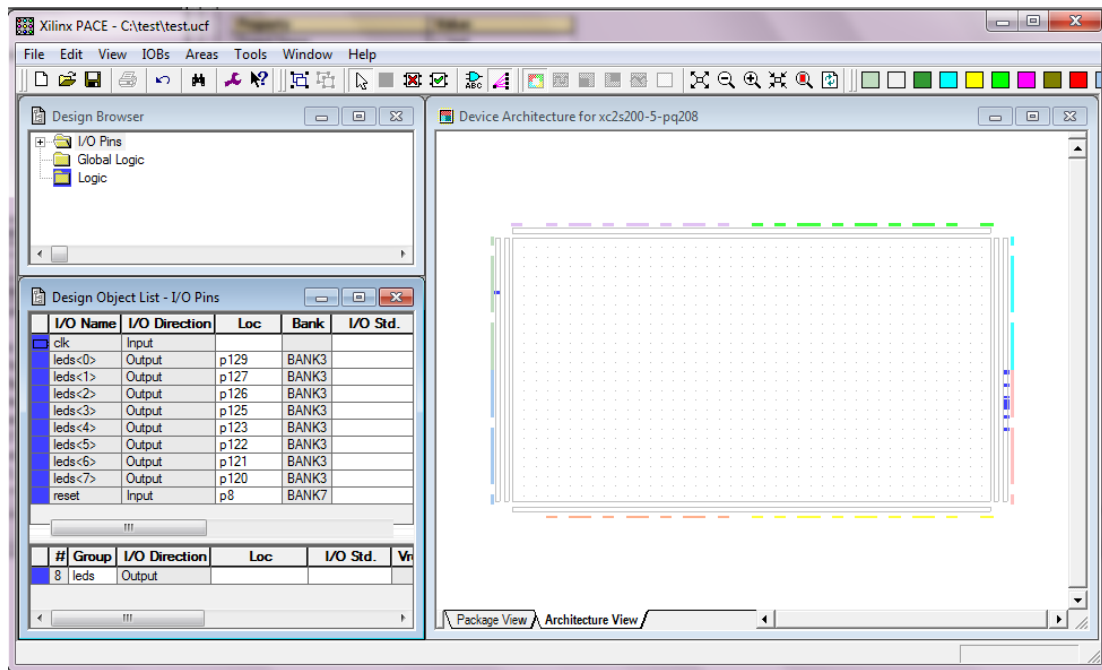 Property Value
Xilinx PACE - C:\test\test.ucf
File Edit View IOBs Areas Tools Window Help
ABC
Design Browser
I/O Pins
Global Logic
Logic
Design Object List - I/O Pins
I/O Name I/O Direction Loc Bank I/O Std.
clk Input
leds<0> Output p129 BANK3
leds<1> Output p127 BANK3
leds<2> Output p126 BANK3
leds<3> Output p125 BANK3
leds<4> Output p123 BANK3
leds<5> Output p122 BANK3
leds<6> Output p121 BANK3
leds<7> Output p120 BANK3
reset Input p8 BANK7
# Group I/O Direction Loc I/O Std. Vr
8 leds Output
Device Architecture for xc2s200-5-pq208
Package View Architecture View